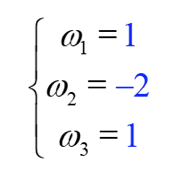 ω₁ = 1
ω₂ = –2
ω₃ = 1